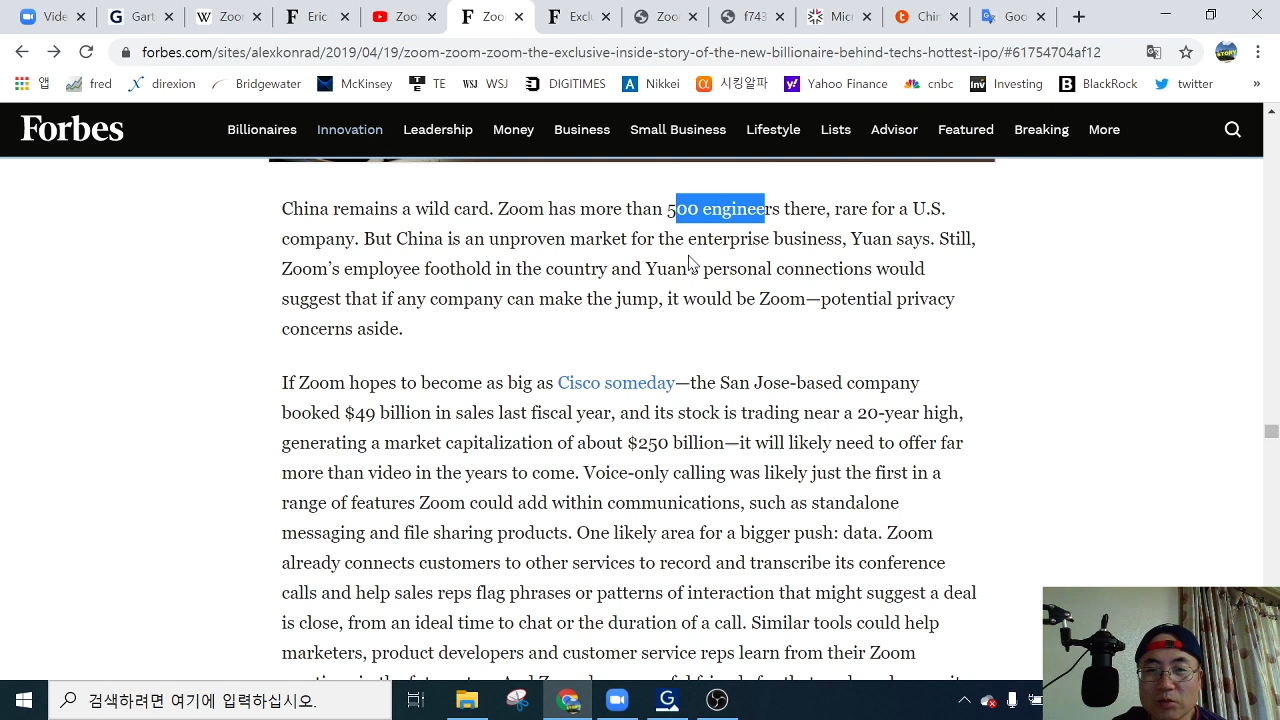 Vide
Gart
Wiki
Eric
Zoo
Zoo
Exclu
Zoom
f743
Micr
Chin
Goo
forbes.com/sites/alexkonrad/2019/04/19/zoom-zoom-zoom-the-exclusive-inside-story-of-the-new-billionaire-behind-techs-hottest-ipo/#61754704af12
앱 fred direxion Bridgewater McKinsey TE WSJ DIGITIMES Nikkei 시킹알파 Yahoo Finance cnbc Investing BlackRock twitter
Forbes Billionaires Innovation Leadership Money Business Small Business Lifestyle Lists Advisor Featured Breaking More
China remains a wild card. Zoom has more than 500 engineers there, rare for a U.S.
company. But China is an unproven market for the enterprise business, Yuan says. Still,
Zoom’s employee foothold in the country and Yuan’s personal connections would
suggest that if any company can make the jump, it would be Zoom—potential privacy
concerns aside.
If Zoom hopes to become as big as Cisco someday—the San Jose-based company
booked $49 billion in sales last fiscal year, and its stock is trading near a 20-year high,
generating a market capitalization of about $250 billion—it will likely need to offer far
more than video in the years to come. Voice-only calling was likely just the first in a
range of features Zoom could add within communications, such as standalone
messaging and file sharing products. One likely area for a bigger push: data. Zoom
already connects customers to other services to record and transcribe its conference
calls and help sales reps flag phrases or patterns of interaction that might suggest a deal
is close, from an ideal time to chat or the duration of a call. Similar tools could help
marketers, product developers and customer service reps learn from their Zoom
검색하려면 여기에 입력하십시오.